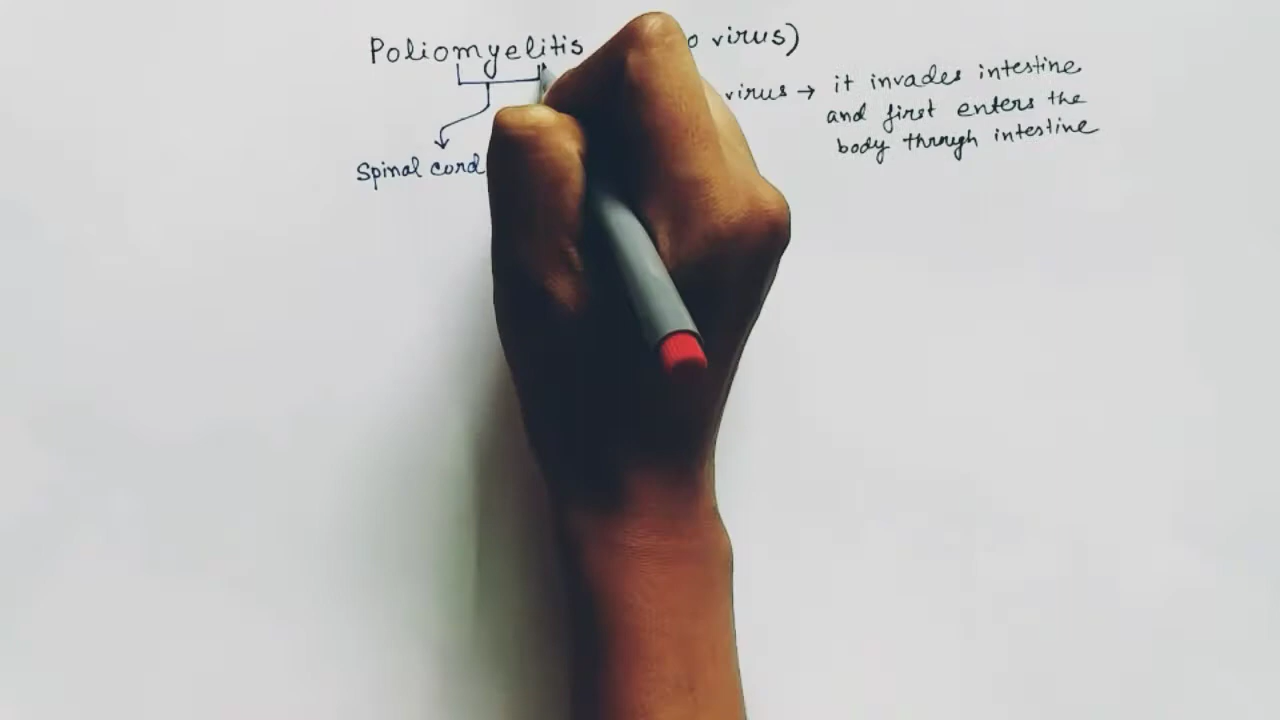 Poliomyelitis virus)
virus → it invades intestine
and first enters the
body through intestine
Spinal cord